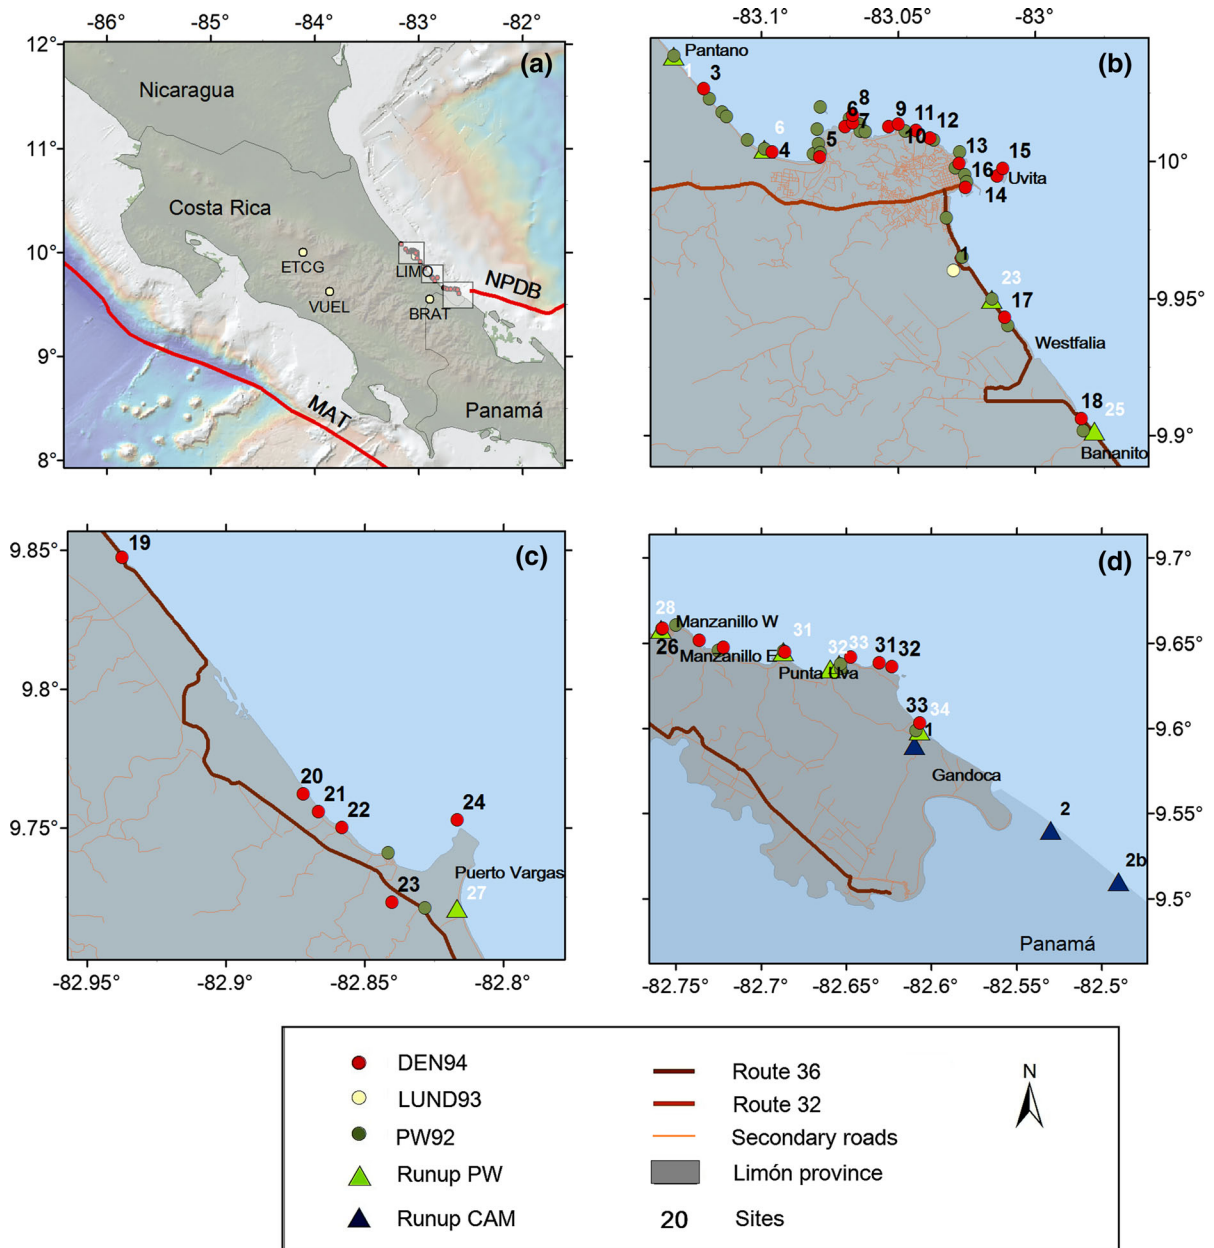 -86° -85° -84° -83° -82°
12°
11°
10°
9°
8°
(a)
Nicaragua
Costa Rica
ETCG
VUEL
LIMO
BRAT
NPDB
MAT
Panamá
-83.1° -83.05° -83°
10°
9.95°
9.9°
(b)
Pantano
1
3
6
4
5
6
8
7
9
11
10
12
13
15
16
Uvita
14
1
23
17
Westfalia
18
25
Bananito
9.85°
9.8°
9.75°
(c)
19
20
21
22
24
Puerto Vargas
23
27
-82.95° -82.9° -82.85° -82.8°
(d)
9.7°
9.65°
9.6°
9.55°
9.5°
28
Manzanillo W
26
Manzanillo E
31
32
33
31
32
Punta Uva
33
34
1
Gandoca
2
2b
Panamá
-82.75° -82.7° -82.65° -82.6° -82.55° -82.5°
DEN94
LUND93
PW92
Runup PW
Runup CAM
Route 36
Route 32
Secondary roads
Limón province
20 Sites
N